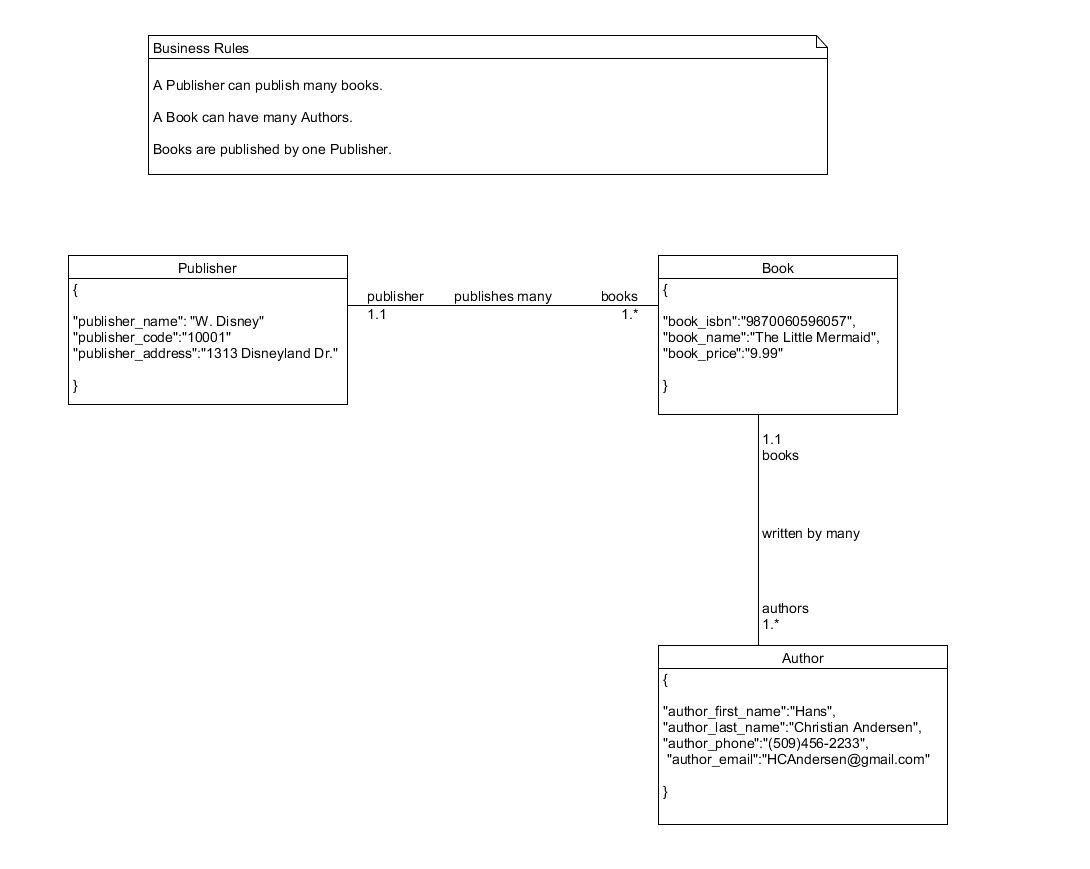 Business Rules
A Publisher can publish many books.
A Book can have many Authors.
Books are published by one Publisher.
Publisher
{
"publisher_name": "W. Disney"
"publisher_code":"10001"
"publisher_address":"1313 Disneyland Dr."
}
publisher
publishes many
books
1.1
1.*
Book
{
"book_isbn":"9870060596057",
"book_name":"The Little Mermaid",
"book_price":"9.99"
}
1.1
books
written by many
authors
1.*
Author
{
"author_first_name":"Hans",
"author_last_name":"Christian Andersen",
"author_phone":"(509)456-2233",
"author_email":"HCAndersen@gmail.com"
}